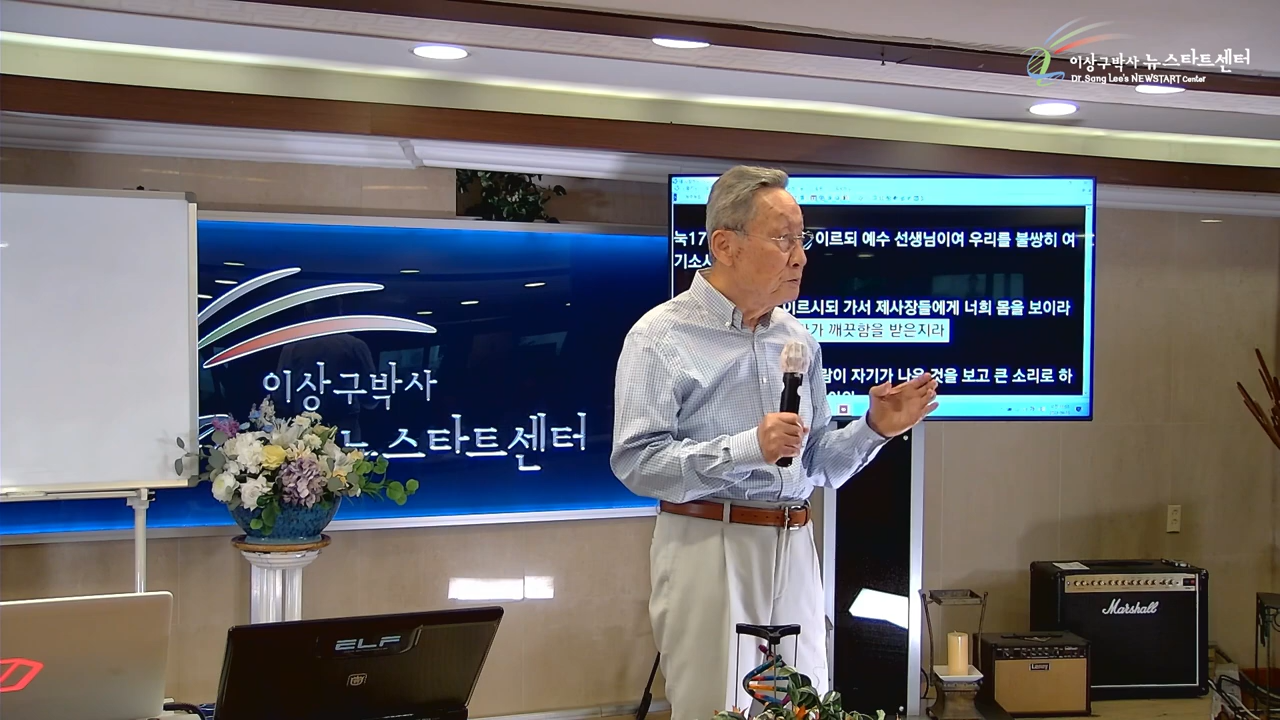 이상구박사 뉴스타트센터
Dr. Sang Lee's NEWSTART Center
눅17 이르되 예수 선생님이여 우리를 불쌍히 여
기소서
이르시되 가서 제사장들에게 너희 몸을 보이라
가 깨끗함을 받은지라
람이 자기가 나은 것을 보고 큰 소리로 하
이상구박사
뉴스타트센터
ELF
Marshall
Laney